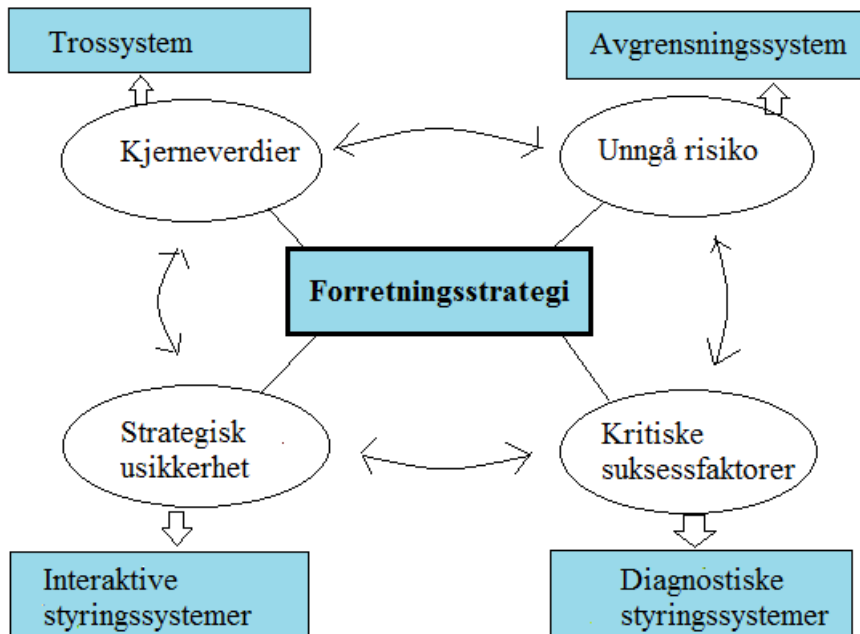 Trossystem
Avgrensningssystem
Kjerneverdier
Unngå risiko
Forretningsstrategi
Strategisk
usikkerhet
Kritiske
suksessfaktorer
Interaktive
styringssystemer
Diagnostiske
styringssystemer